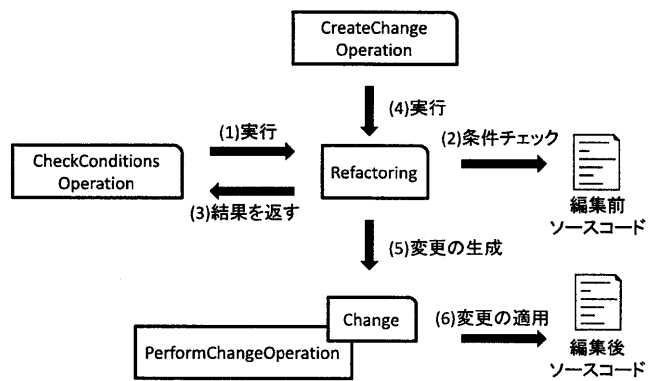 CreateChange
Operation
(4)実行
(1)実行
(2)条件チェック
CheckConditions
Operation
Refactoring
(3)結果を返す
編集前
ソースコード
(5)変更の生成
Change
(6)変更の適用
PerformChangeOperation
編集後
ソースコード